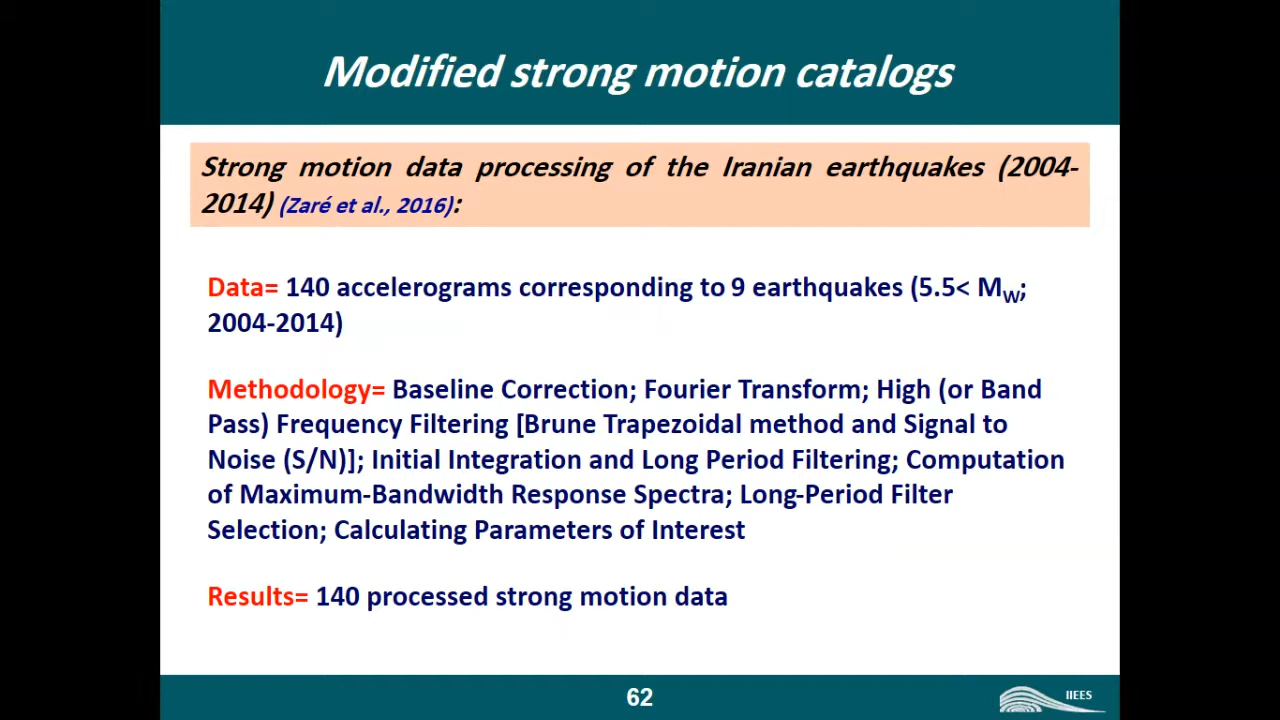 Modified strong motion catalogs
Strong motion data processing of the Iranian earthquakes (2004-
2014) (Zaré et al., 2016):
Data= 140 accelerograms corresponding to 9 earthquakes (5.5< MW;
2004-2014)
Methodology= Baseline Correction; Fourier Transform; High (or Band
Pass) Frequency Filtering [Brune Trapezoidal method and Signal to
Noise (S/N)]; Initial Integration and Long Period Filtering; Computation
of Maximum-Bandwidth Response Spectra; Long-Period Filter
Selection; Calculating Parameters of Interest
Results= 140 processed strong motion data
62
IIEES